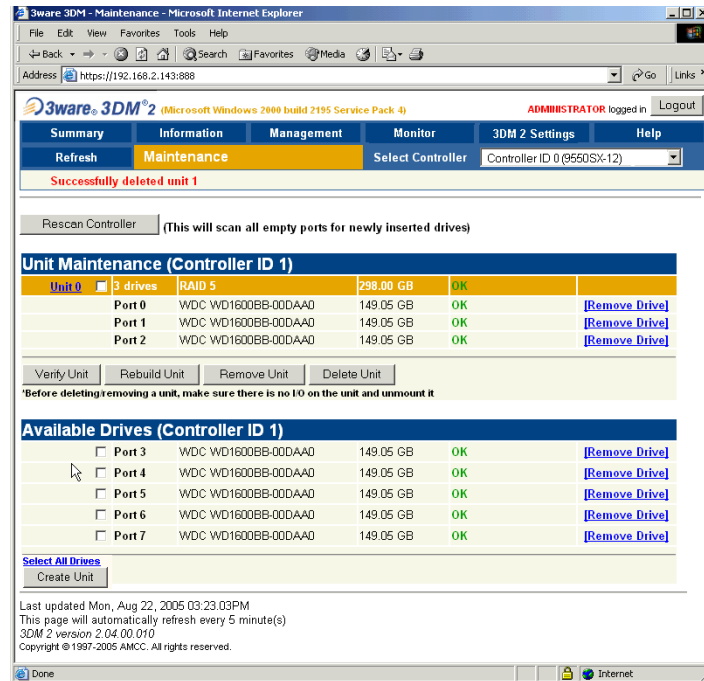 3ware 3DM - Maintenance - Microsoft Internet Explorer
File Edit View Favorites Tools Help
Back Search Favorites Media
Address https://192.168.2.143:888 Go Links
3ware® 3DM®2 (Microsoft Windows 2000 build 2195 Service Pack 4) ADMINISTRATOR logged in Logout
Summary Information Management Monitor 3DM 2 Settings Help
Refresh Maintenance Select Controller Controller ID 0 (9550SX-12)
Successfully deleted unit 1
Rescan Controller (This will scan all empty ports for newly inserted drives)
Unit Maintenance (Controller ID 1)
Unit 0 3 drives RAID 5 298.00 GB OK
Port 0 WDC WD1600BB-00DAA0 149.05 GB OK [Remove Drive]
Port 1 WDC WD1600BB-00DAA0 149.05 GB OK [Remove Drive]
Port 2 WDC WD1600BB-00DAA0 149.05 GB OK [Remove Drive]
Verify Unit Rebuild Unit Remove Unit Delete Unit
*Before deleting/removing a unit, make sure there is no I/O on the unit and unmount it
Available Drives (Controller ID 1)
Port 3 WDC WD1600BB-00DAA0 149.05 GB OK [Remove Drive]
Port 4 WDC WD1600BB-00DAA0 149.05 GB OK [Remove Drive]
Port 5 WDC WD1600BB-00DAA0 149.05 GB OK [Remove Drive]
Port 6 WDC WD1600BB-00DAA0 149.05 GB OK [Remove Drive]
Port 7 WDC WD1600BB-00DAA0 149.05 GB OK [Remove Drive]
Select All Drives
Create Unit
Last updated Mon, Aug 22, 2005 03:23.03PM
This page will automatically refresh every 5 minute(s)
3DM 2 version 2.04.00.010
Copyright © 1997-2005 AMCC. All rights reserved.
Done Internet